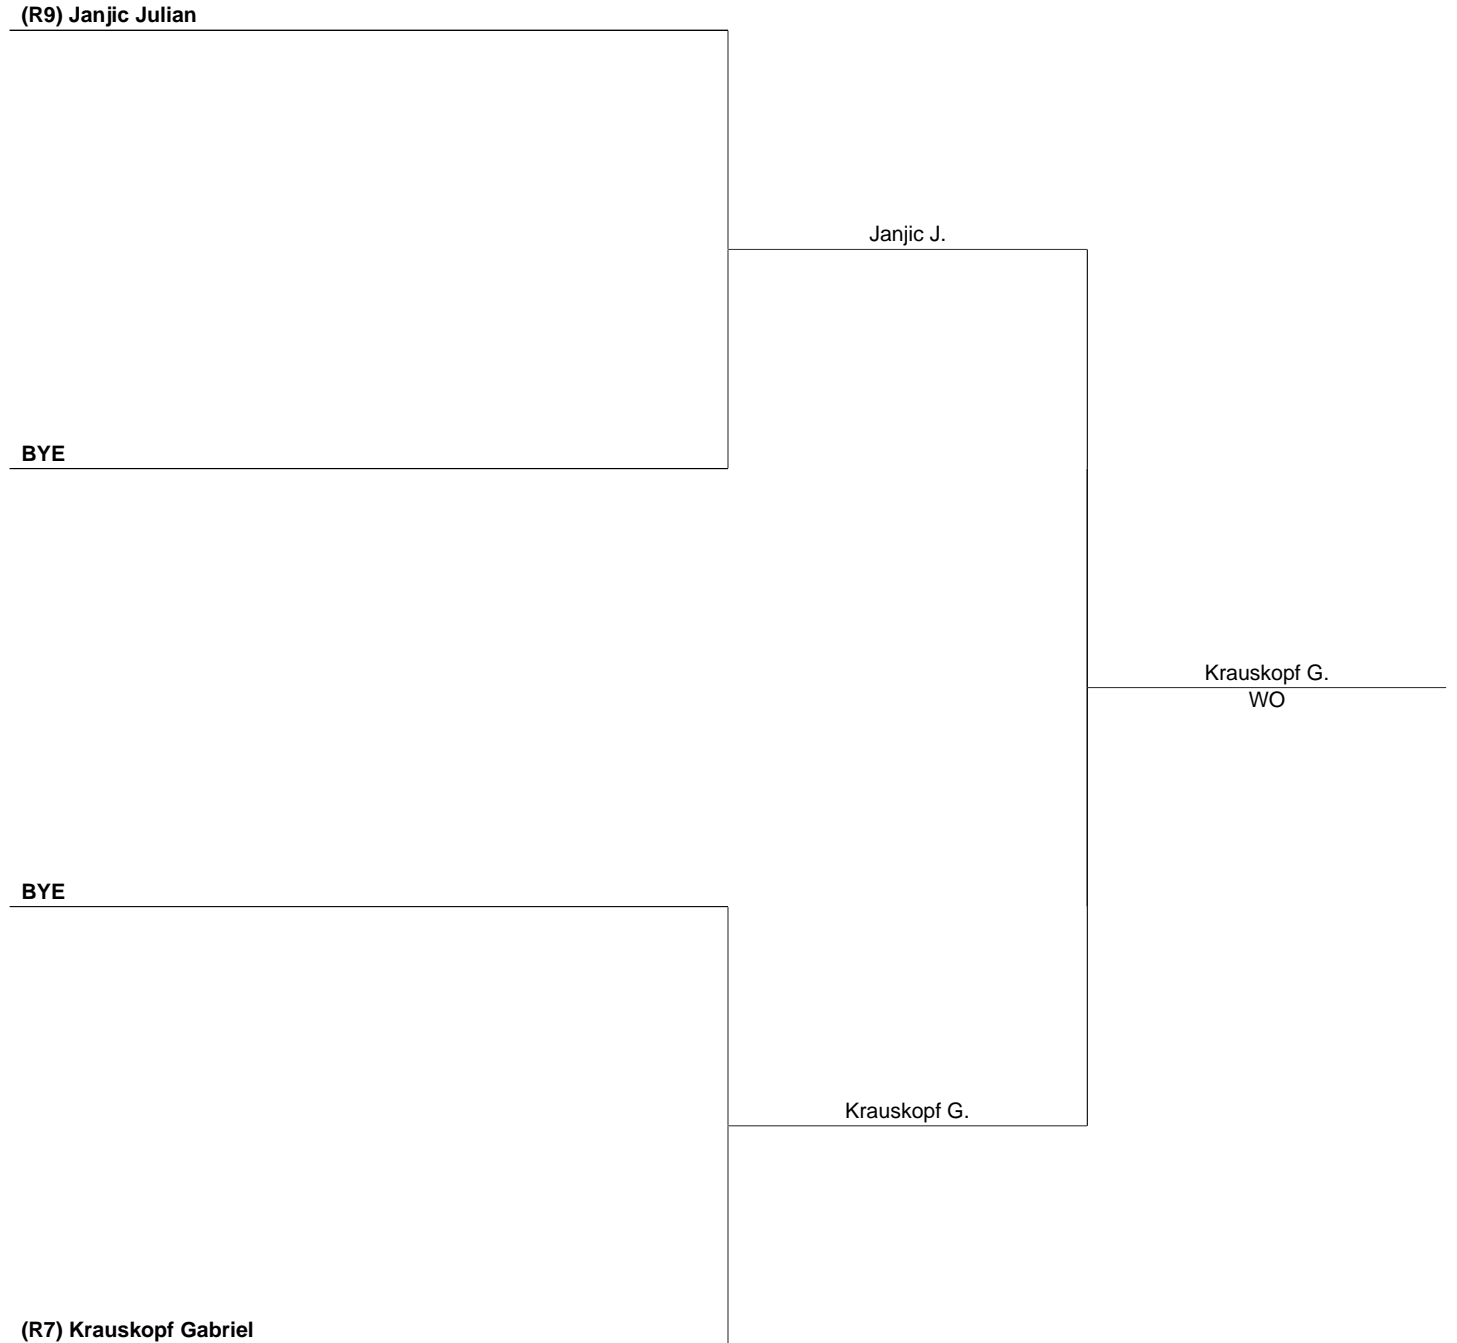 (R9) Janjic Julian
Janjic J.
BYE
Krauskopf G.
WO
BYE
Krauskopf G.
(R7) Krauskopf Gabriel